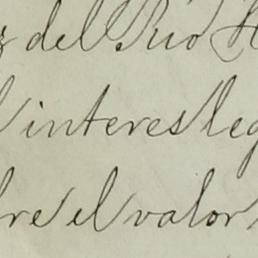 del Rio
interes leg
re el valor